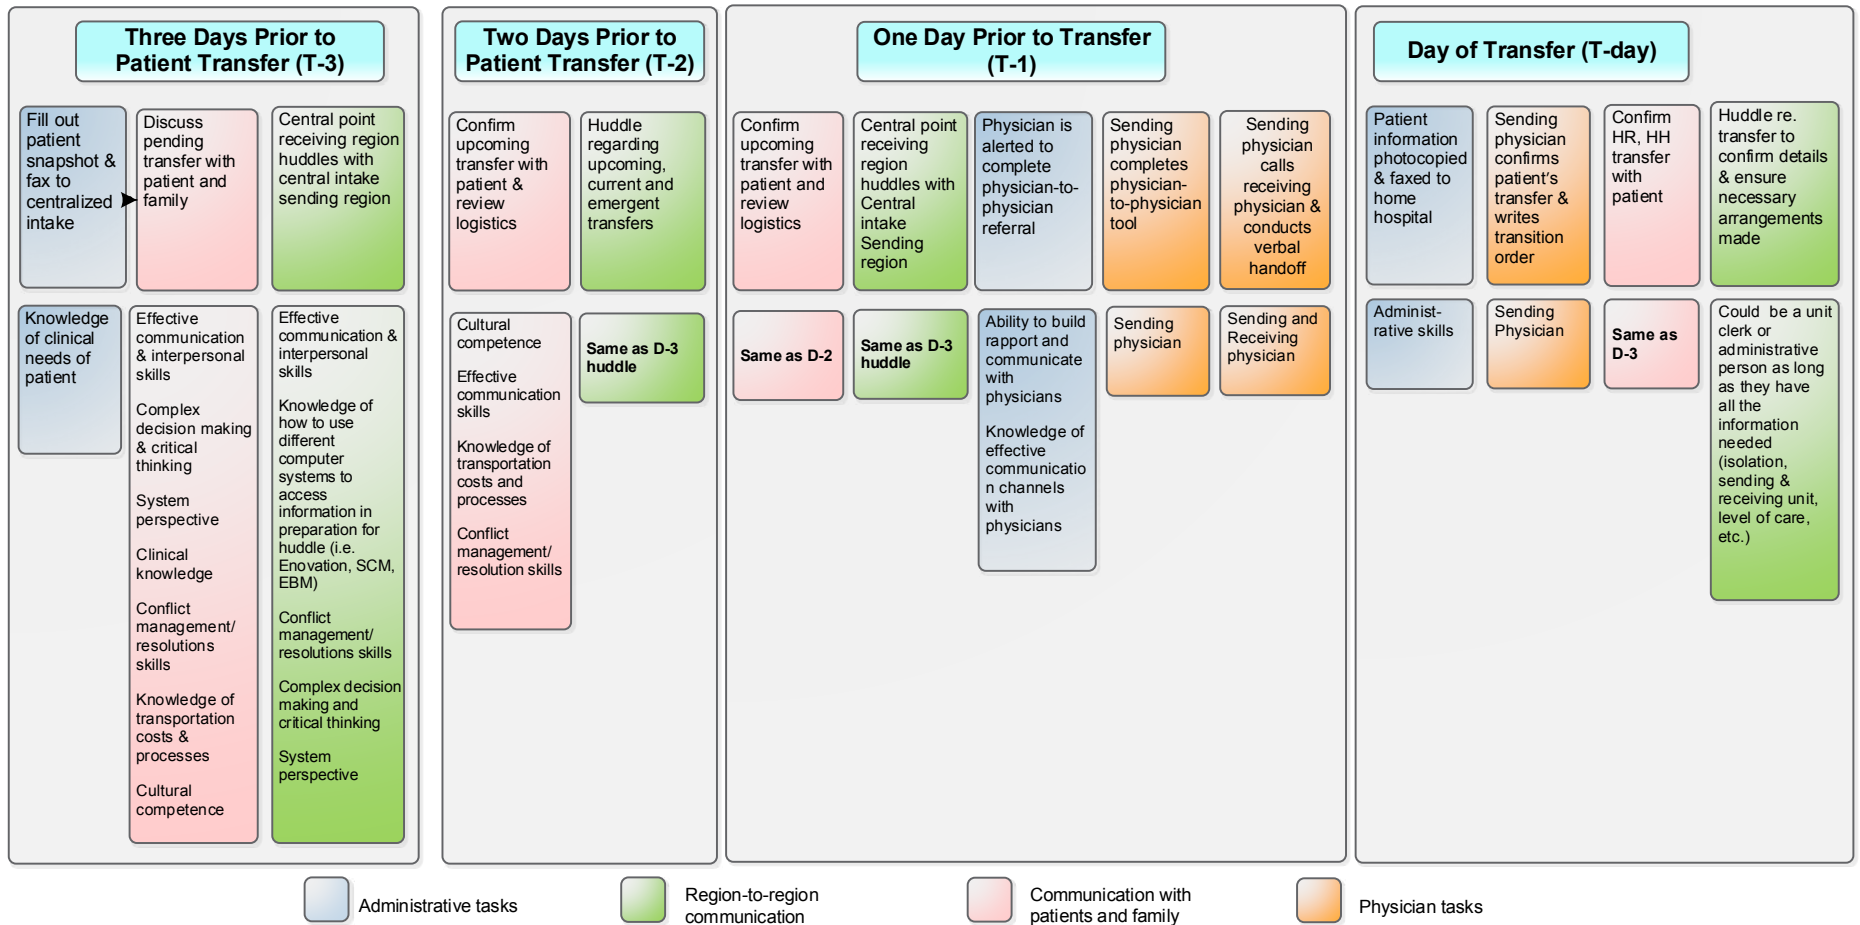 Three Days Prior to
Patient Transfer (T-3)
Fill out
patient
snapshot &
fax to
centralized
intake
Discuss
pending
transfer with
patient and
family
Central point
receiving region
huddles with
central intake
sending region
Knowledge
of clinical
needs of
patient
Effective
communication
& interpersonal
skills
Complex
decision making
& critical
thinking
System
perspective
Clinical
knowledge
Conflict
management/
resolutions
skills
Knowledge of
transportation
costs &
processes
Cultural
competence
Effective
communication &
interpersonal
skills
Knowledge of
how to use
different
computer
systems to
access
information in
preparation for
huddle (i.e.
Enovation, SCM,
EBM)
Conflict
management/
resolutions skills
Complex decision
making and
critical thinking
System
perspective
Two Days Prior to
Patient Transfer (T-2)
Confirm
upcoming
transfer with
patient &
review
logistics
Huddle
regarding
upcoming,
current and
emergent
transfers
Cultural
competence
Effective
communication
skills
Knowledge of
transportation
costs and
processes
Conflict
management/
resolution skills
Same as D-3
huddle
One Day Prior to Transfer
(T-1)
Confirm
upcoming
transfer with
patient and
review
logistics
Central point
receiving
region
huddles with
Central
intake
Sending
region
Physician is
alerted to
complete
physician-to-
physician
referral
Sending
physician
completes
physician-
to-physician
tool
Sending
physician
calls
receiving
physician &
conducts
verbal
handoff
Same as D-2
Same as D-3
huddle
Ability to build
rapport and
communicate
with
physicians
Knowledge of
effective
communicatio
n channels
with
physicians
Sending
physician
Sending and
Receiving
physician
Day of Transfer (T-day)
Patient
information
photocopied
& faxed to
home
hospital
Sending
physician
confirms
patient's
transfer &
writes
transition
order
Confirm
HR, HH
transfer
with
patient
Huddle re.
transfer to
confirm details
& ensure
necessary
arrangements
made
Administ-
rative skills
Sending
Physician
Same as
D-3
Could be a unit
clerk or
administrative
person as long
as they have
all the
information
needed
(isolation,
sending &
receiving unit,
level of care,
etc.)
Administrative tasks
Region-to-region
communication
Communication with
patients and family
Physician tasks